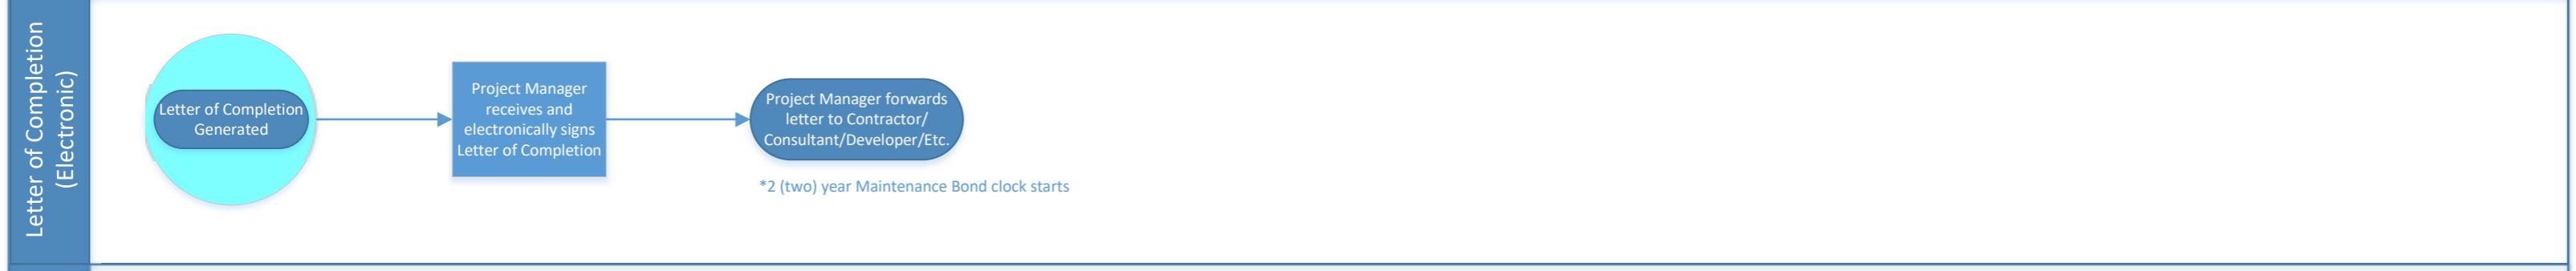 Letter of Completion
(Electronic)
Letter of Completion
Generated
Project Manager
receives and
electronically signs
Letter of Completion
Project Manager forwards
letter to Contractor/
Consultant/Developer/Etc.
*2 (two) year Maintenance Bond clock starts